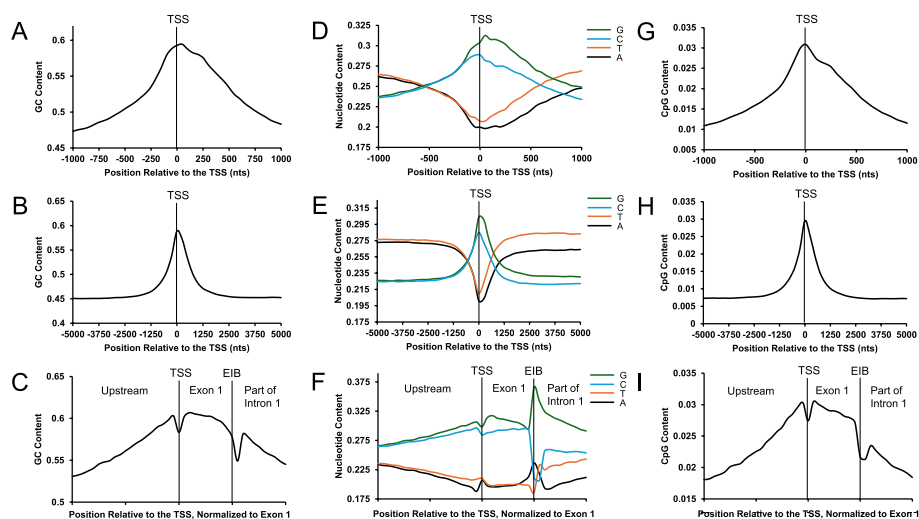 A
TSS
GC Content
0.6
0.55
0.5
0.45
-1000 -750 -500 -250 0 250 500 750 1000
Position Relative to the TSS (nts)
D
TSS
G
C
T
A
Nucleotide Content
0.3
0.25
0.2
0.15
-1000 -500 0 500 1000
Position Relative to the TSS (nts)
G
TSS
CpG Content
0.035
0.03
0.025
0.02
0.015
0.01
0.005
-1000 -500 0 500 1000
Position Relative to the TSS (nts)
B
TSS
GC Content
0.6
0.55
0.5
0.45
0.4
-5000 -3750 -2500 -1250 0 1250 2500 3750 5000
Position Relative to the TSS (nts)
E
TSS
G
C
T
A
Nucleotide Content
0.315
0.295
0.275
0.255
0.235
0.215
0.195
0.175
-5000 -3750 -2500 -1250 0 1250 2500 3750 5000
Position Relative to the TSS (nts)
H
TSS
CpG Content
0.035
0.03
0.025
0.02
0.015
0.01
0.005
0
-5000 -3750 -2500 -1250 0 1250 2500 3750 5000
Position Relative to the TSS (nts)
C
TSS EIB
Upstream Exon 1 Part of
Intron 1
GC Content
0.65
0.6
0.55
0.5
Position Relative to the TSS, Normalized to Exon 1
F
TSS EIB
G
C
T
A
Upstream Exon 1 Part of
Intron 1
Nucleotide Content
0.375
0.325
0.275
0.225
0.175
Position Relative to the TSS, Normalized to Exon 1
I
TSS EIB
Upstream Exon 1 Part of
Intron 1
CpG Content
0.035
0.03
0.025
0.02
0.015
Position Relative to the TSS, Normalized to Exon 1